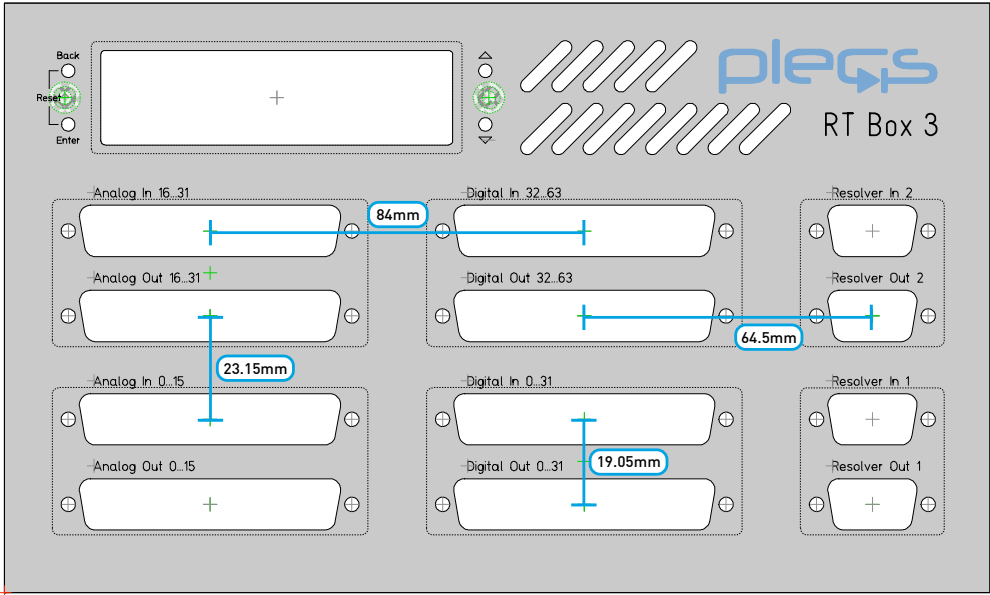 Back
plecs
Reset
Enter
RT Box 3
Analog In 16...31
Digital In 32...63
Resolver In 2
84mm
Analog Out 16...31
Digital Out 32...63
Resolver Out 2
64.5mm
23.15mm
Analog In 0...15
Digital In 0...31
Resolver In 1
Analog Out 0...15
Digital Out 0...31
19.05mm
Resolver Out 1